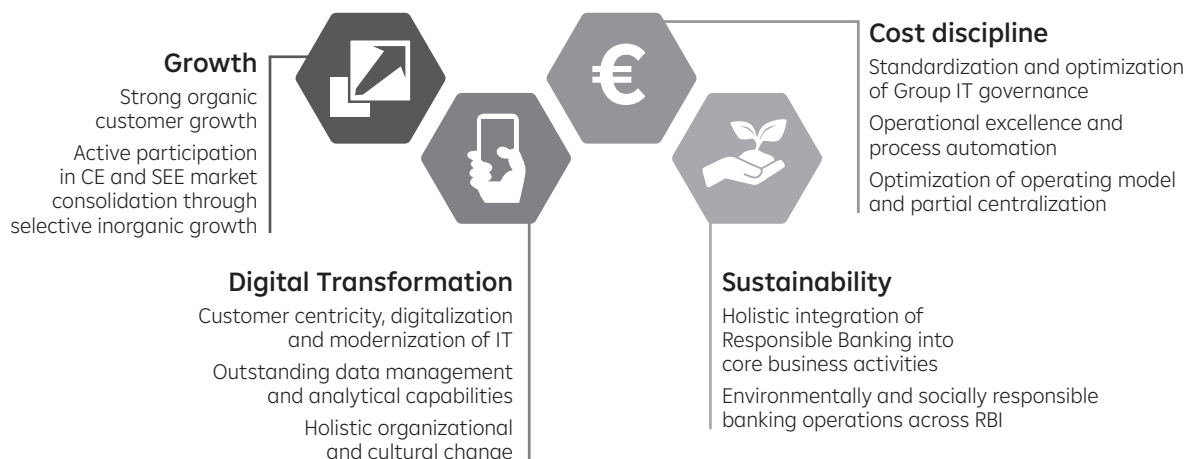 Growth
Strong organic
customer growth
Active participation
in CE and SEE market
consolidation through
selective inorganic growth
Digital Transformation
Customer centricity, digitalization
and modernization of IT
Outstanding data management
and analytical capabilities
Holistic organizational
and cultural change
€
Cost discipline
Standardization and optimization
of Group IT governance
Operational excellence and
process automation
Optimization of operating model
and partial centralization
Sustainability
Holistic integration of
Responsible Banking into
core business activities
Environmentally and socially responsible
banking operations across RBI